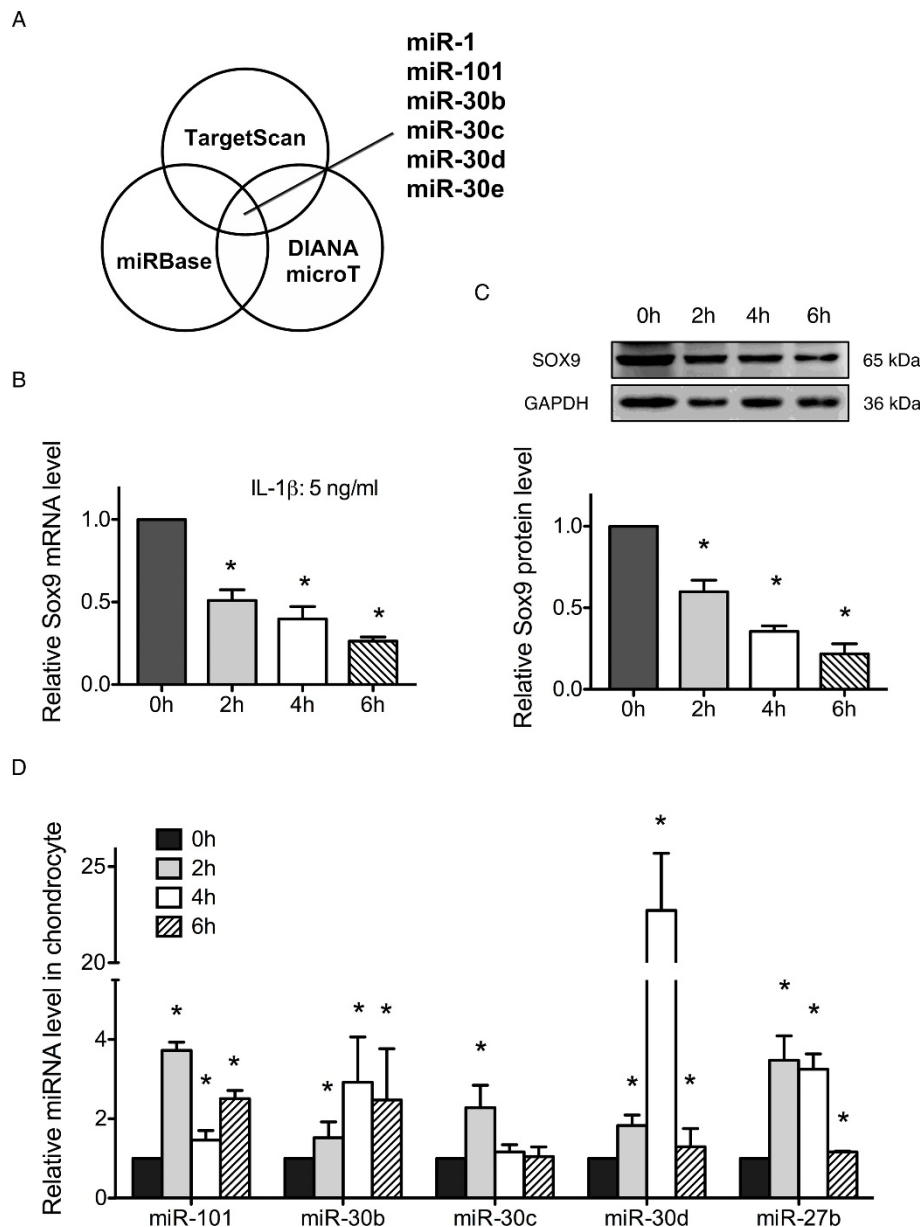 A
miR-1
miR-101
miR-30b
miR-30c
miR-30d
miR-30e
TargetScan
miRBase
DIANA
microT
C
0h 2h 4h 6h
SOX9 65 kDa
GAPDH 36 kDa
B
Relative Sox9 mRNA level
IL-1β: 5 ng/ml
1.0
0.5
0.0
* * *
0h 2h 4h 6h
Relative Sox9 protein level
1.0
0.5
0.0
* * *
0h 2h 4h 6h
D
Relative miRNA level in chondrocyte
0h
2h
4h
6h
25
20
4
2
0
* * * * * * * * * * * * *
miR-101 miR-30b miR-30c miR-30d miR-27b